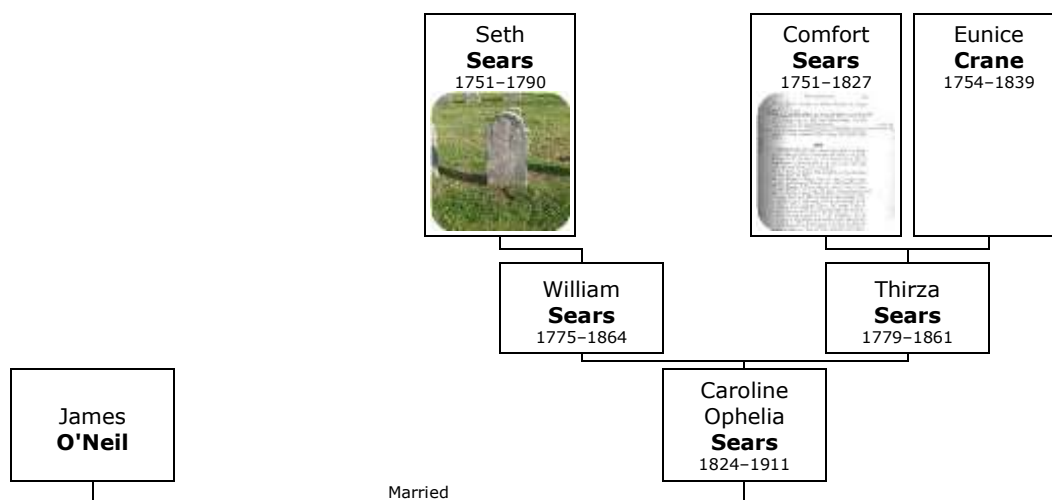 Seth
Sears
1751–1790
Comfort
Sears
1751–1827
Eunice
Crane
1754–1839
William
Sears
1775–1864
Thirza
Sears
1779–1861
James
O'Neil
Caroline
Ophelia
Sears
1824–1911
Married